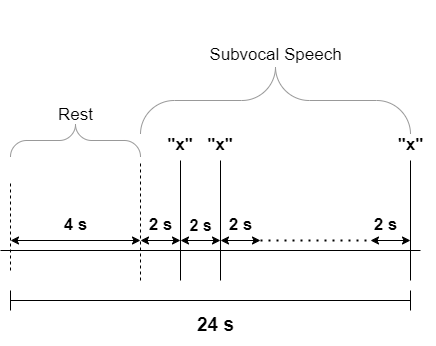 Subvocal Speech
Rest
"x" "x" "x"
4 s 2 s 2 s 2 s 2 s
24 s